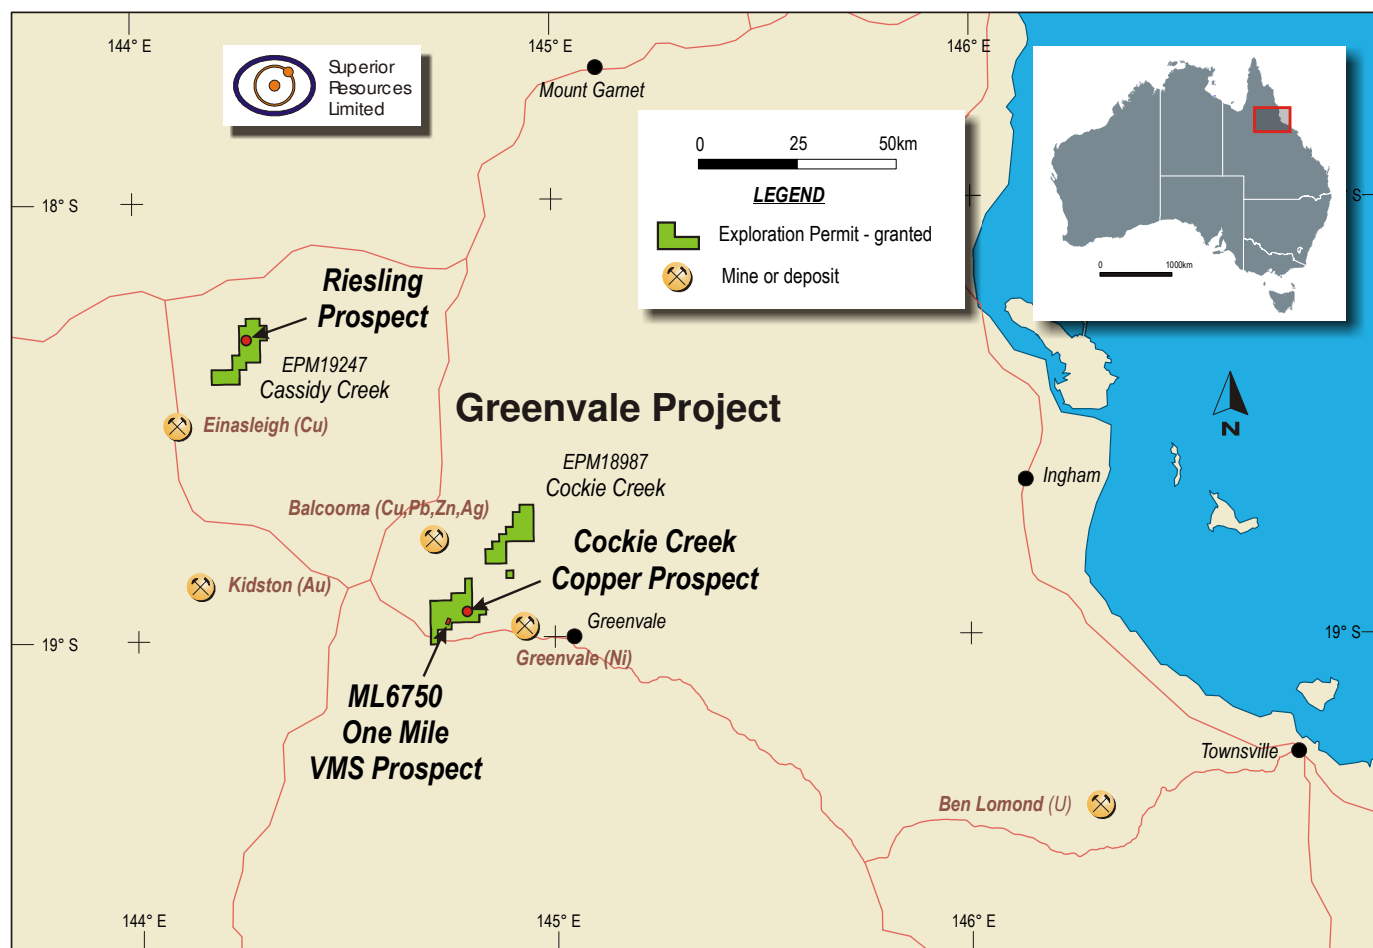 144° E
145° E
146° E
Superior
Resources
Limited
Mount Garnet
0 25 50km
LEGEND
Exploration Permit - granted
Mine or deposit
0 1000km
18° S
S
Riesling
Prospect
EPM19247
Cassidy Creek
Einasleigh (Cu)
Greenvale Project
N
EPM18987
Cockie Creek
Ingham
Balcooma (Cu,Pb,Zn,Ag)
Cockie Creek
Copper Prospect
Kidston (Au)
Greenvale
19° S
19° S
Greenvale (Ni)
ML6750
One Mile
VMS Prospect
Townsville
Ben Lomond (U)
144° E
145° E
146° E